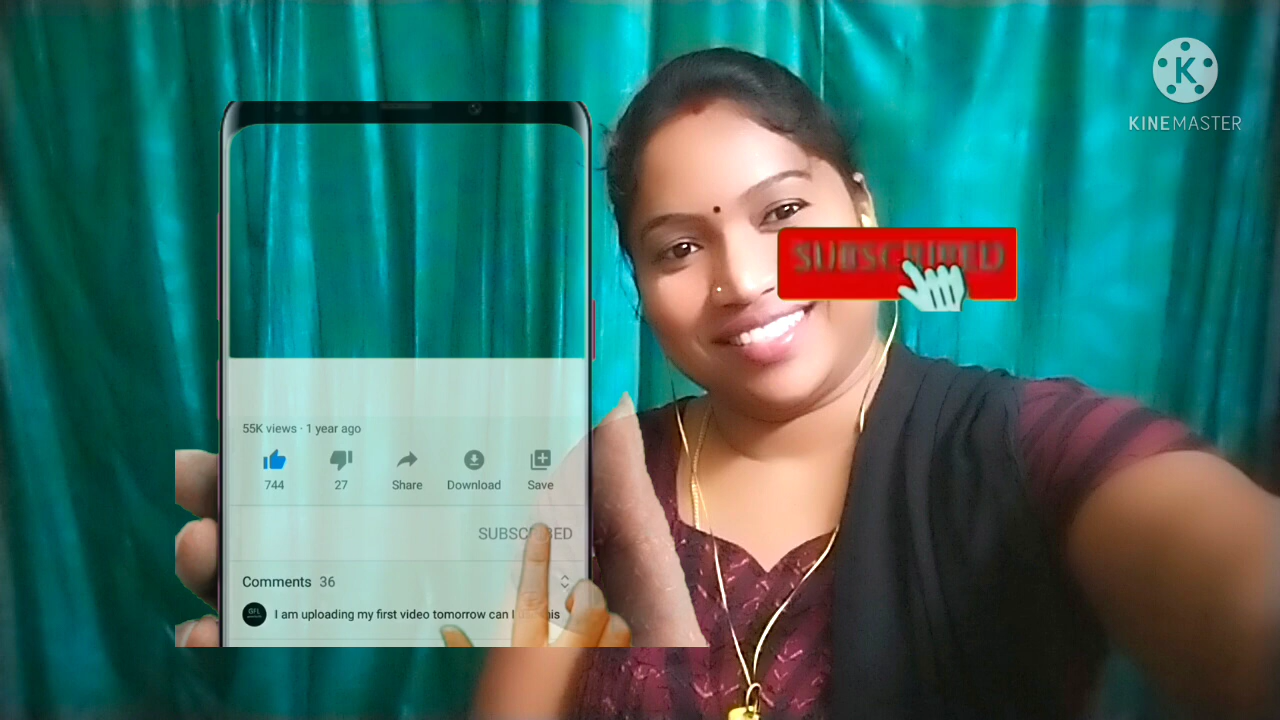 K
KINEMASTER
SUBSCRIBED
55K views · 1 year ago
744
27
Share
Download
Save
SUBSCRIBED
Comments 36
I am uploading my first video tomorrow can I this